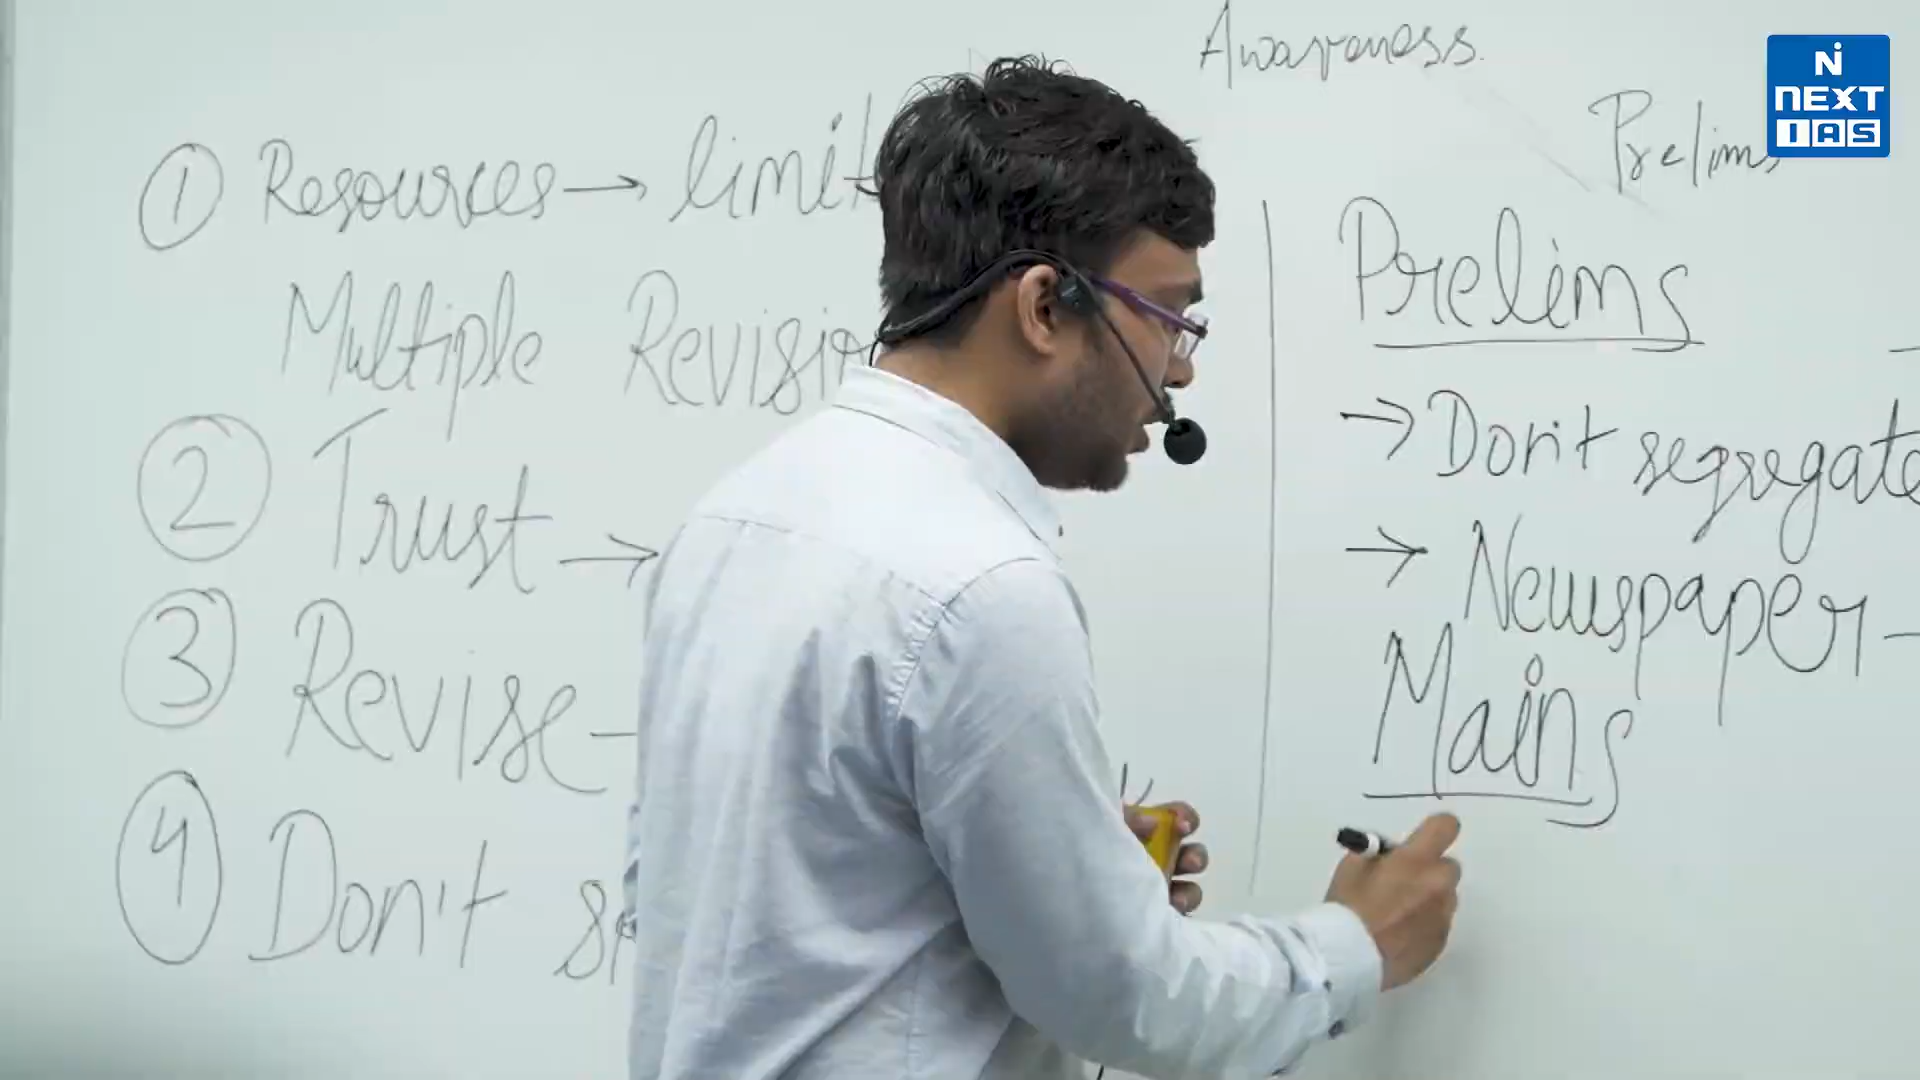 Awareness.
Prelims
N
NEXT
IAS
① Resources → limit
Multiple Revision
② Trust →
③ Revise -
④ Don't
Prelims
→ Don't segregate
→ Newspaper -
Mains